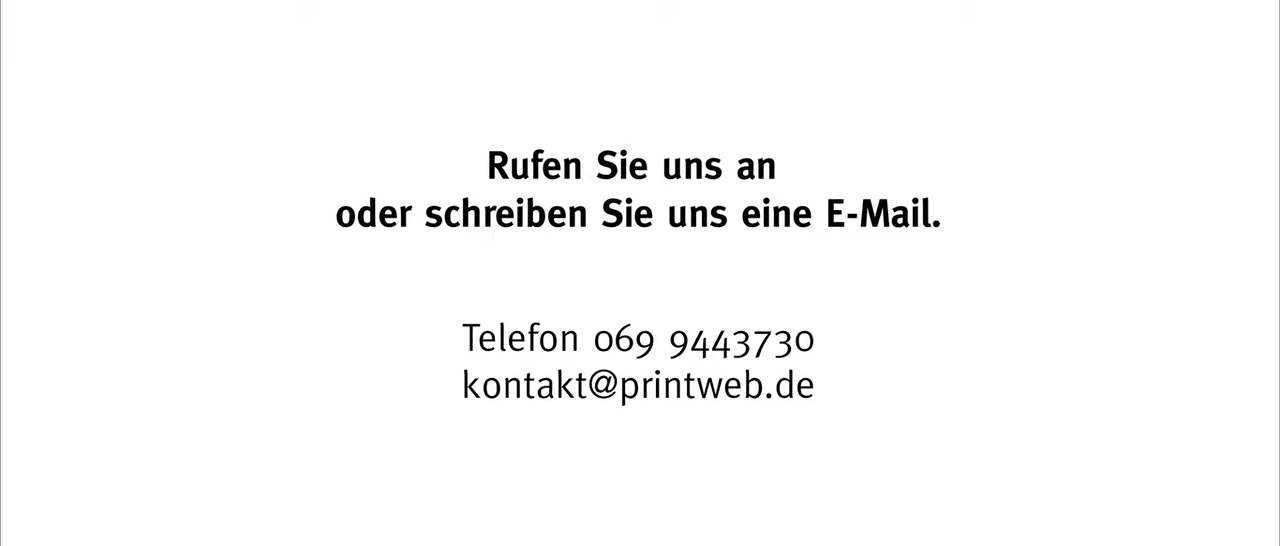 Rufen Sie uns an
oder schreiben Sie uns eine E-Mail.
Telefon 069 9443730
kontakt@printweb.de